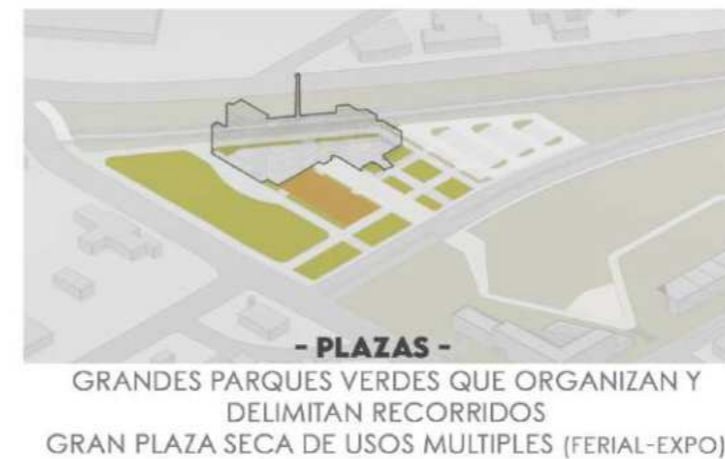 - PLAZAS -
GRANDES PARQUES VERDES QUE ORGANIZAN Y
DELIMITAN RECORRIDOS
GRAN PLAZA SECA DE USOS MULTIPLES (FERIAL-EXPO)